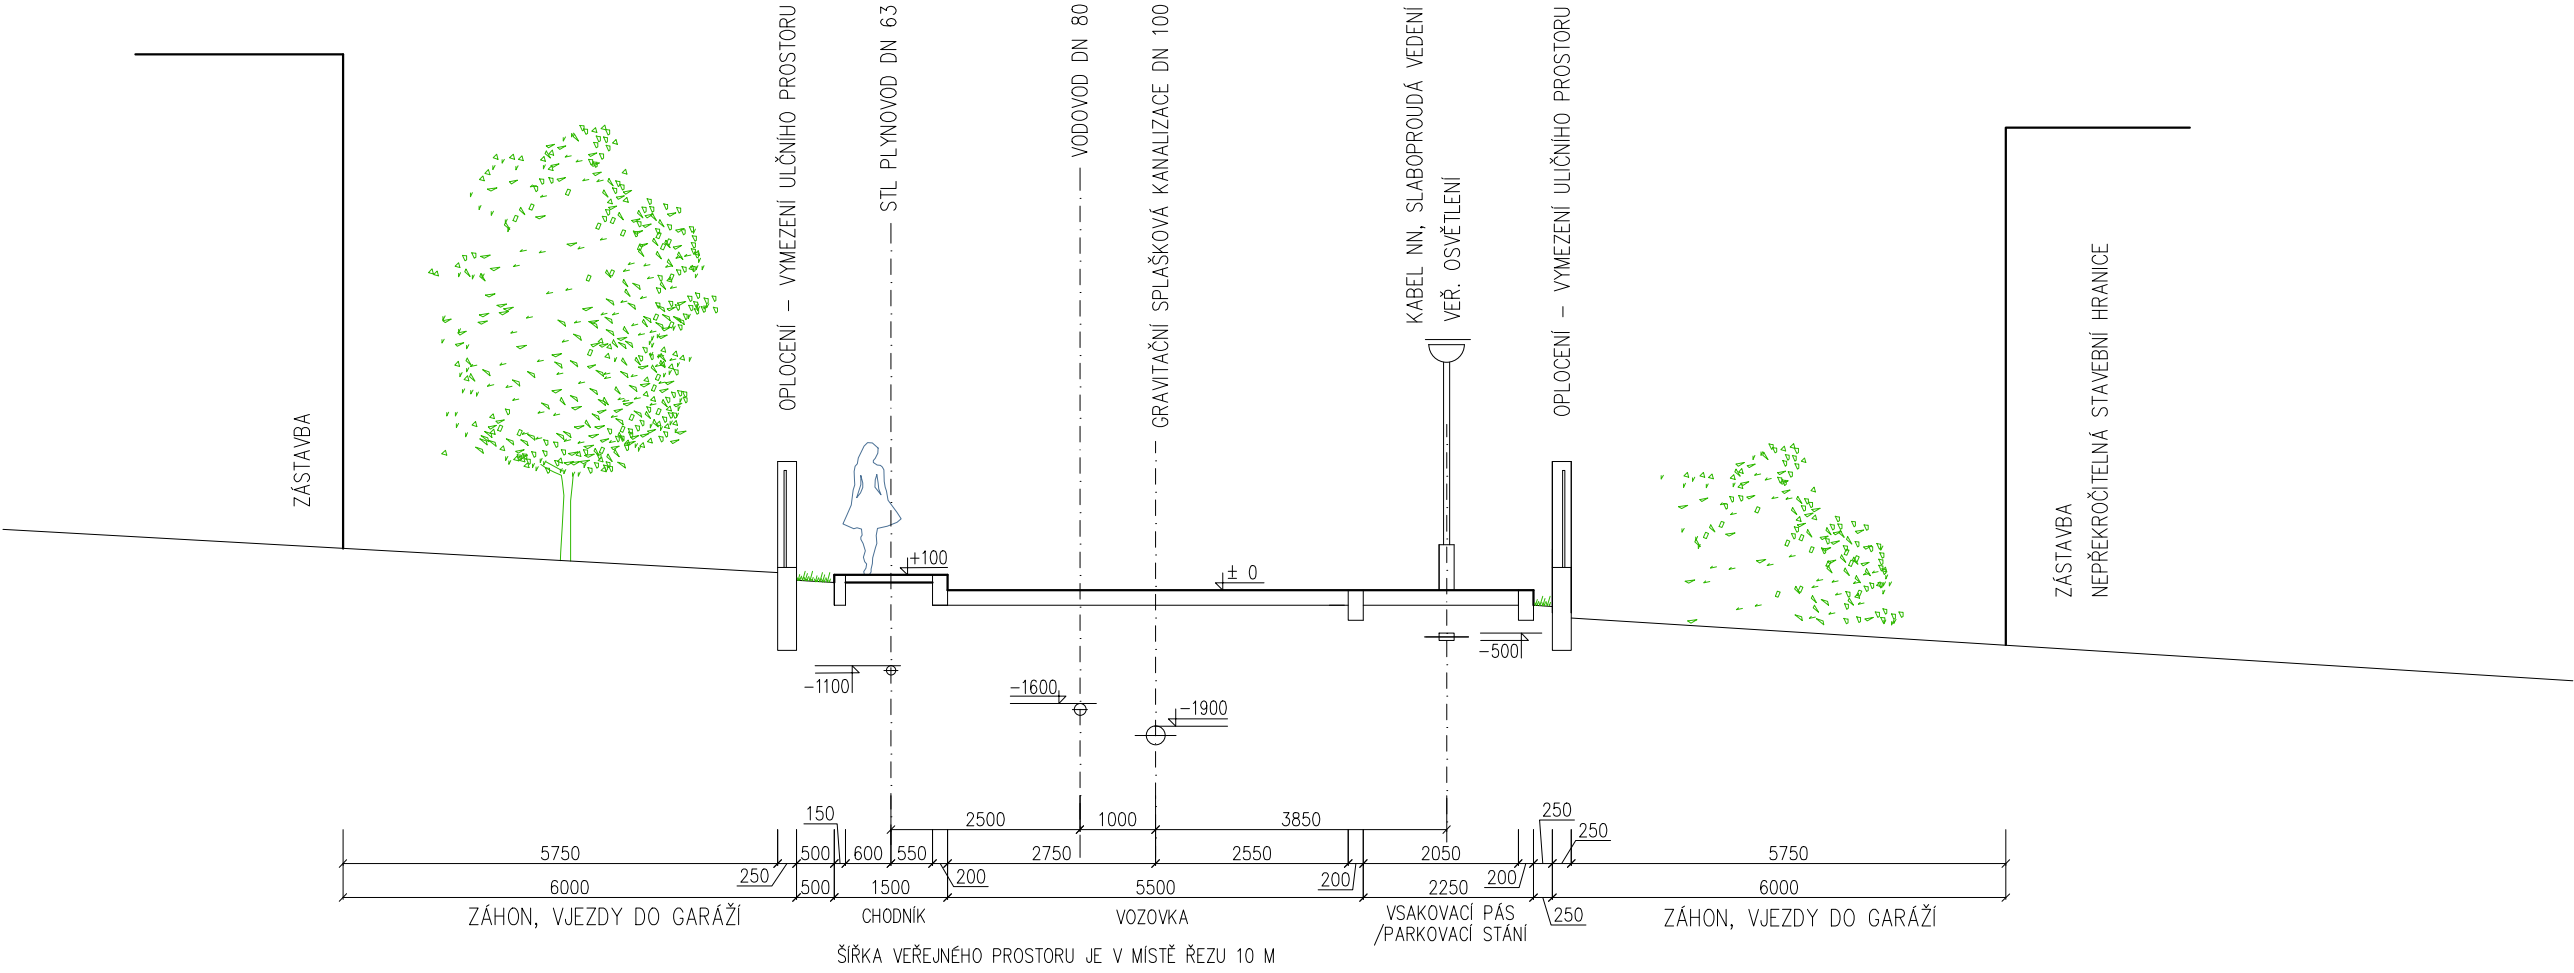 OPLOCENÍ - VYMEZENÍ ULČNÍHO PROSTORU
STL PLYNOVOD DN 63
VODOVOD DN 80
GRAVITAČNÍ SPLAŠKOVÁ KANALIZACE DN 100
KABEL NN, SLABOPROUDÁ VEDENÍ
VEŘ. OSVĚTLENÍ
OPLOCENÍ - VYMEZENÍ ULIČNÍHO PROSTORU
ZÁSTAVBA
ZÁSTAVBA
NEPŘEKROČITELNÁ STAVEBNÍ HRANICE
+100
± 0
-500
-1100
-1600
-1900
150
2500
1000
3850
250
250
5750
500
600
550
2750
2550
2050
5750
250
200
200
200
6000
500
1500
5500
2250
6000
250
ZÁHON, VJEZDY DO GARÁŽÍ
CHODNÍK
VOZOVKA
VSAKOVACÍ PÁS
/PARKOVACÍ STÁNÍ
ZÁHON, VJEZDY DO GARÁŽÍ
ŠÍŘKA VEŘEJNÉHO PROSTORU JE V MÍSTĚ ŘEZU 10 M